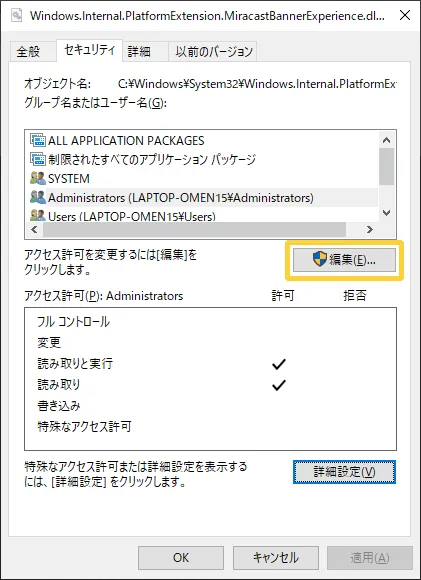 Windows.Internal.PlatformExtension.MiracastBannerExperience.dl...
全般 セキュリティ 詳細 以前のバージョン
オブジェクト名: C:¥Windows¥System32¥Windows.Internal.PlatformExt
グループ名またはユーザー名(G):
ALL APPLICATION PACKAGES
制限されたすべてのアプリケーション パッケージ
SYSTEM
Administrators (LAPTOP-OMEN15¥Administrators)
Users (LAPTOP-OMEN15¥Users)
アクセス許可を変更するには[編集]を
クリックします。
編集(E)...
アクセス許可(P): Administrators 許可 拒否
フル コントロール
変更
読み取りと実行
読み取り
書き込み
特殊なアクセス許可
特殊なアクセス許可または詳細設定を表示する
には、[詳細設定] をクリックします。
詳細設定(V)
OK キャンセル 適用(A)